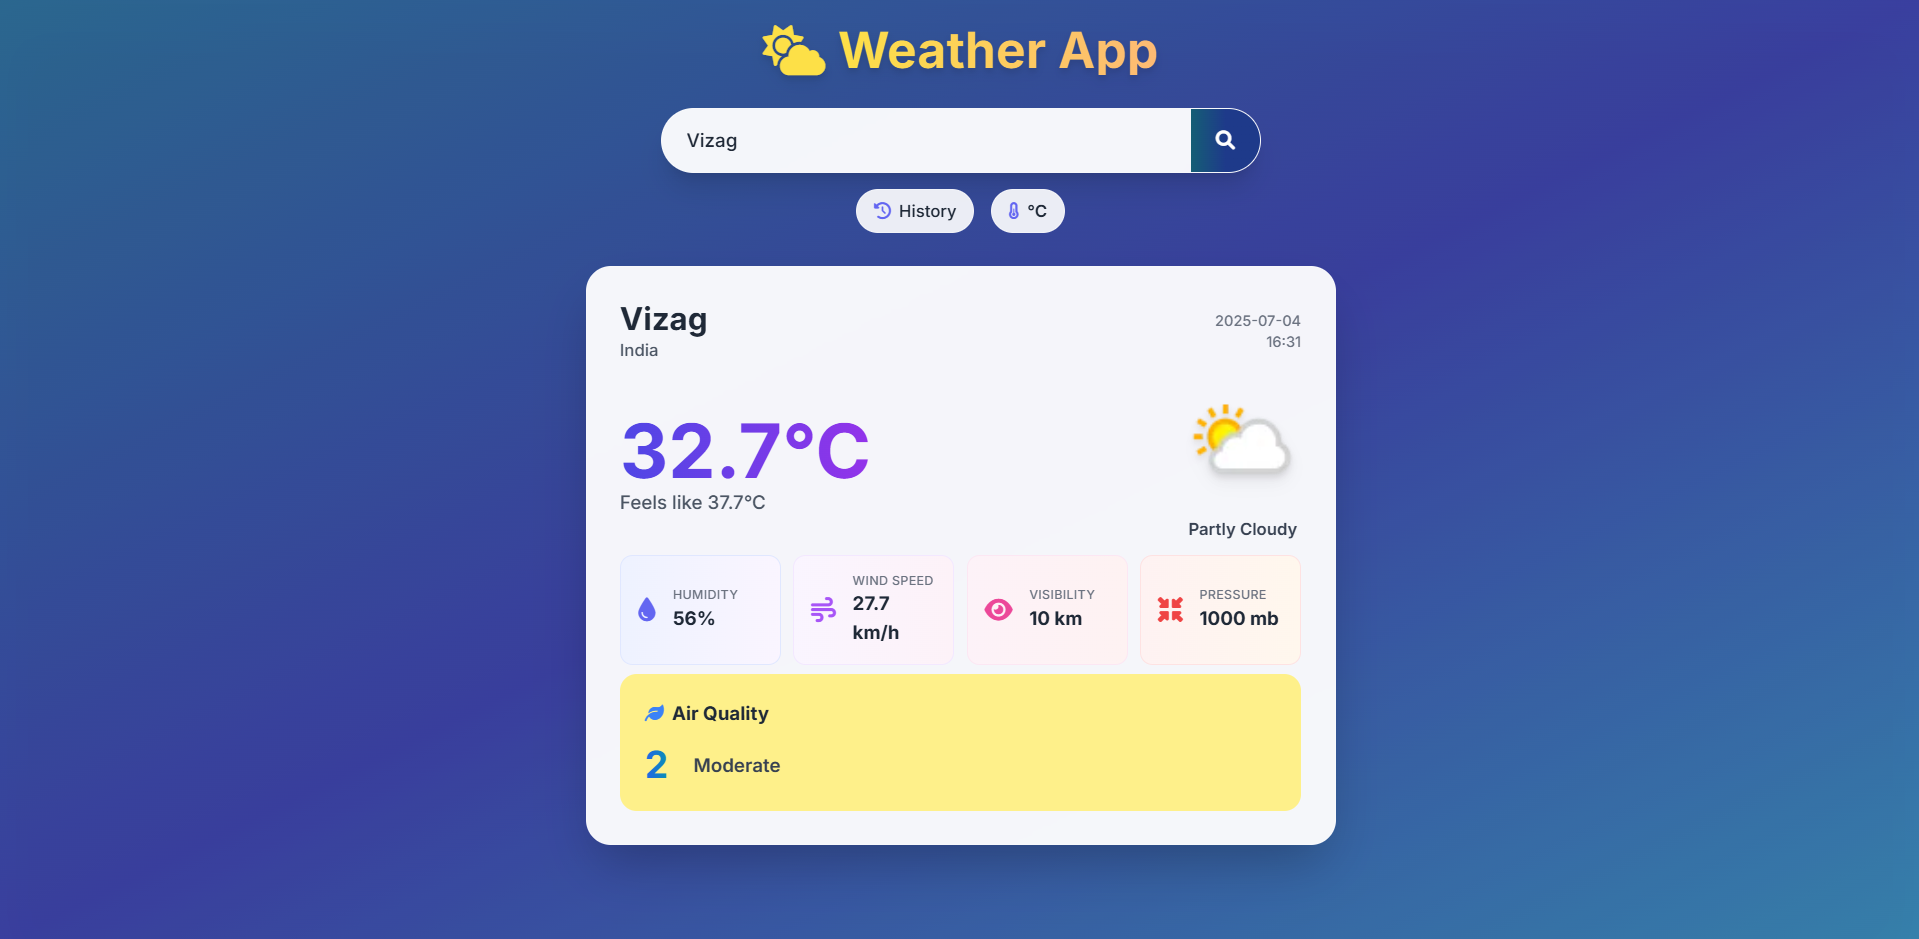 Weather App
Vizag
History
°C
Vizag
India
2025-07-04
16:31
32.7°C
Feels like 37.7°C
Partly Cloudy
HUMIDITY
56%
WIND SPEED
27.7
km/h
VISIBILITY
10 km
PRESSURE
1000 mb
Air Quality
2 Moderate